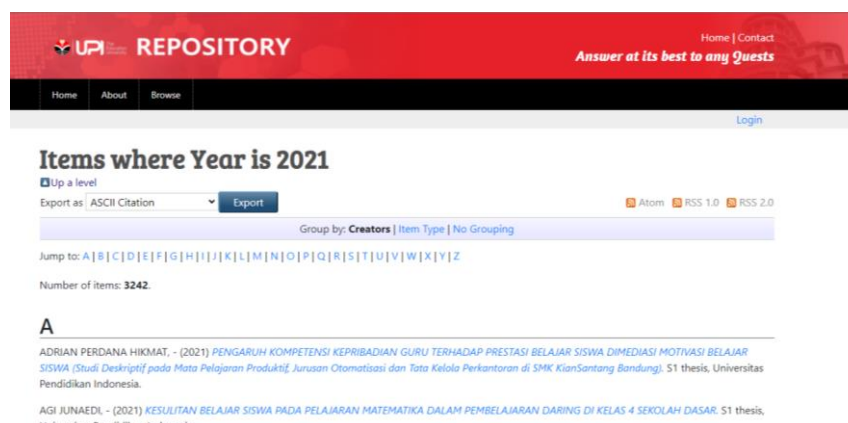 UPI REPOSITORY
Home | Contact
Answer at its best to any Quests
Home About Browse
Login
Items where Year is 2021
Up a level
Export as ASCII Citation Export Atom RSS 1.0 RSS 2.0
Group by: Creators | Item Type | No Grouping
Jump to: A | B | C | D | E | F | G | H | I | J | K | L | M | N | O | P | Q | R | S | T | U | V | W | X | Y | Z
Number of items: 3242.
A
ADRIAN PERDANA HIKMAT, - (2021) PENGARUH KOMPETENSI KEPRIBADIAN GURU TERHADAP PRESTASI BELAJAR SISWA DIMEDIASI MOTIVASI BELAJAR
SISWA (Studi Deskriptif pada Mata Pelajaran Produktif, Jurusan Otomatisasi dan Tata Kelola Perkantoran di SMK KianSantang Bandung). S1 thesis, Universitas
Pendidikan Indonesia.
AGI JUNAEDI, - (2021) KESULITAN BELAJAR SISWA PADA PELAJARAN MATEMATIKA DALAM PEMBELAJARAN DARING DI KELAS 4 SEKOLAH DASAR. S1 thesis,